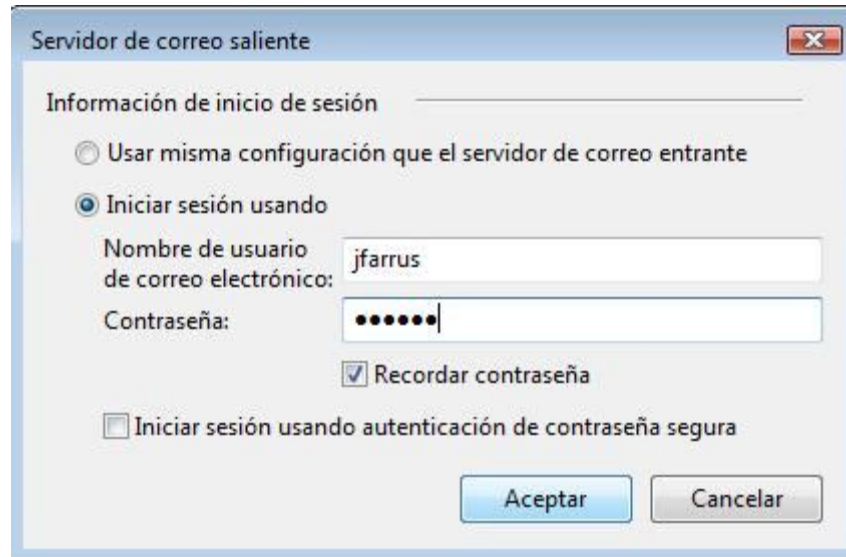 Servidor de correo saliente
Información de inicio de sesión
Usar misma configuración que el servidor de correo entrante
Iniciar sesión usando
Nombre de usuario
de correo electrónico:
jfarrus
Contraseña:
●●●●●●
Recordar contraseña
Iniciar sesión usando autenticación de contraseña segura
Aceptar
Cancelar